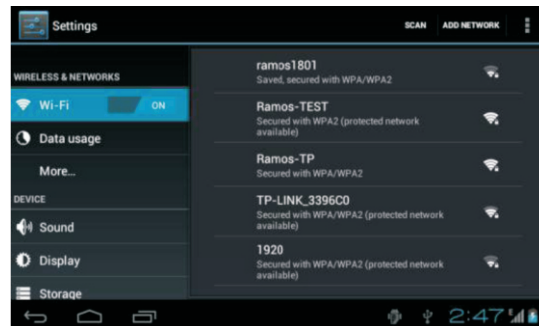 Settings
SCAN
ADD NETWORK
WIRELESS & NETWORKS
Wi-Fi
ON
Data usage
More...
DEVICE
Sound
Display
Storage
ramos1801
Saved, secured with WPA/WPA2
Ramos-TEST
Secured with WPA2 (protected network
available)
Ramos-TP
Secured with WPA/WPA2
TP-LINK_3396C0
Secured with WPA/WPA2 (protected network
available)
1920
Secured with WPA/WPA2 (protected network
available)
2:47